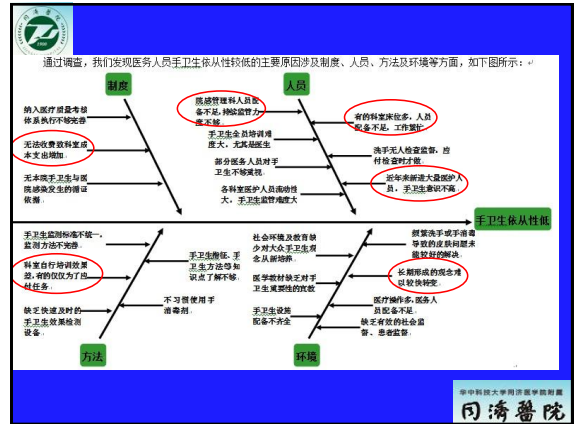 同濟醫院
通过调查，我们发现医务人员手卫生依从性较低的主要原因涉及制度、人员、方法及环境等方面，如下图所示：
制度
人员
纳入医疗质量考核
体系执行不够完善
无法收费致科室成
本支出增加
无本院手卫生与医
院感染发生的循证
依据
院感管理科人员配
备不足，持续监管力
度不够
手卫生全员培训难
度大，尤其是医生
部分医务人员对手
卫生不够重视
各科室医护人员流动性
大，手卫生监管难度大
有的科室床位多，人员
配备不足，工作繁忙
洗手无人检查监督，应
付检查时才做
近年来新进大量医护人
员，手卫生意识不高
手卫生依从性低
手卫生监测标准不统一，
监测方法不完善
科室自行培训效果
差，有的仅仅为了应
付任务
缺乏快速及时的
手卫生效果检测
设备
手卫生指征、手
卫生方法等知
识点了解不够
不习惯使用手
消毒剂
社会环境及教育缺
少对大众手卫生观
念从新培养
医学教材缺乏对手
卫生重要性的宣教
手卫生设施
配备不齐全
频繁洗手或手消毒
导致的皮肤问题未
能较好的解决
长期形成的观念难
以较快转变
医疗操作多，医务人
员配备不足
缺乏有效的社会监
督、患者监督
方法
环境
华中科技大学同济医学院附属
同濟醫院